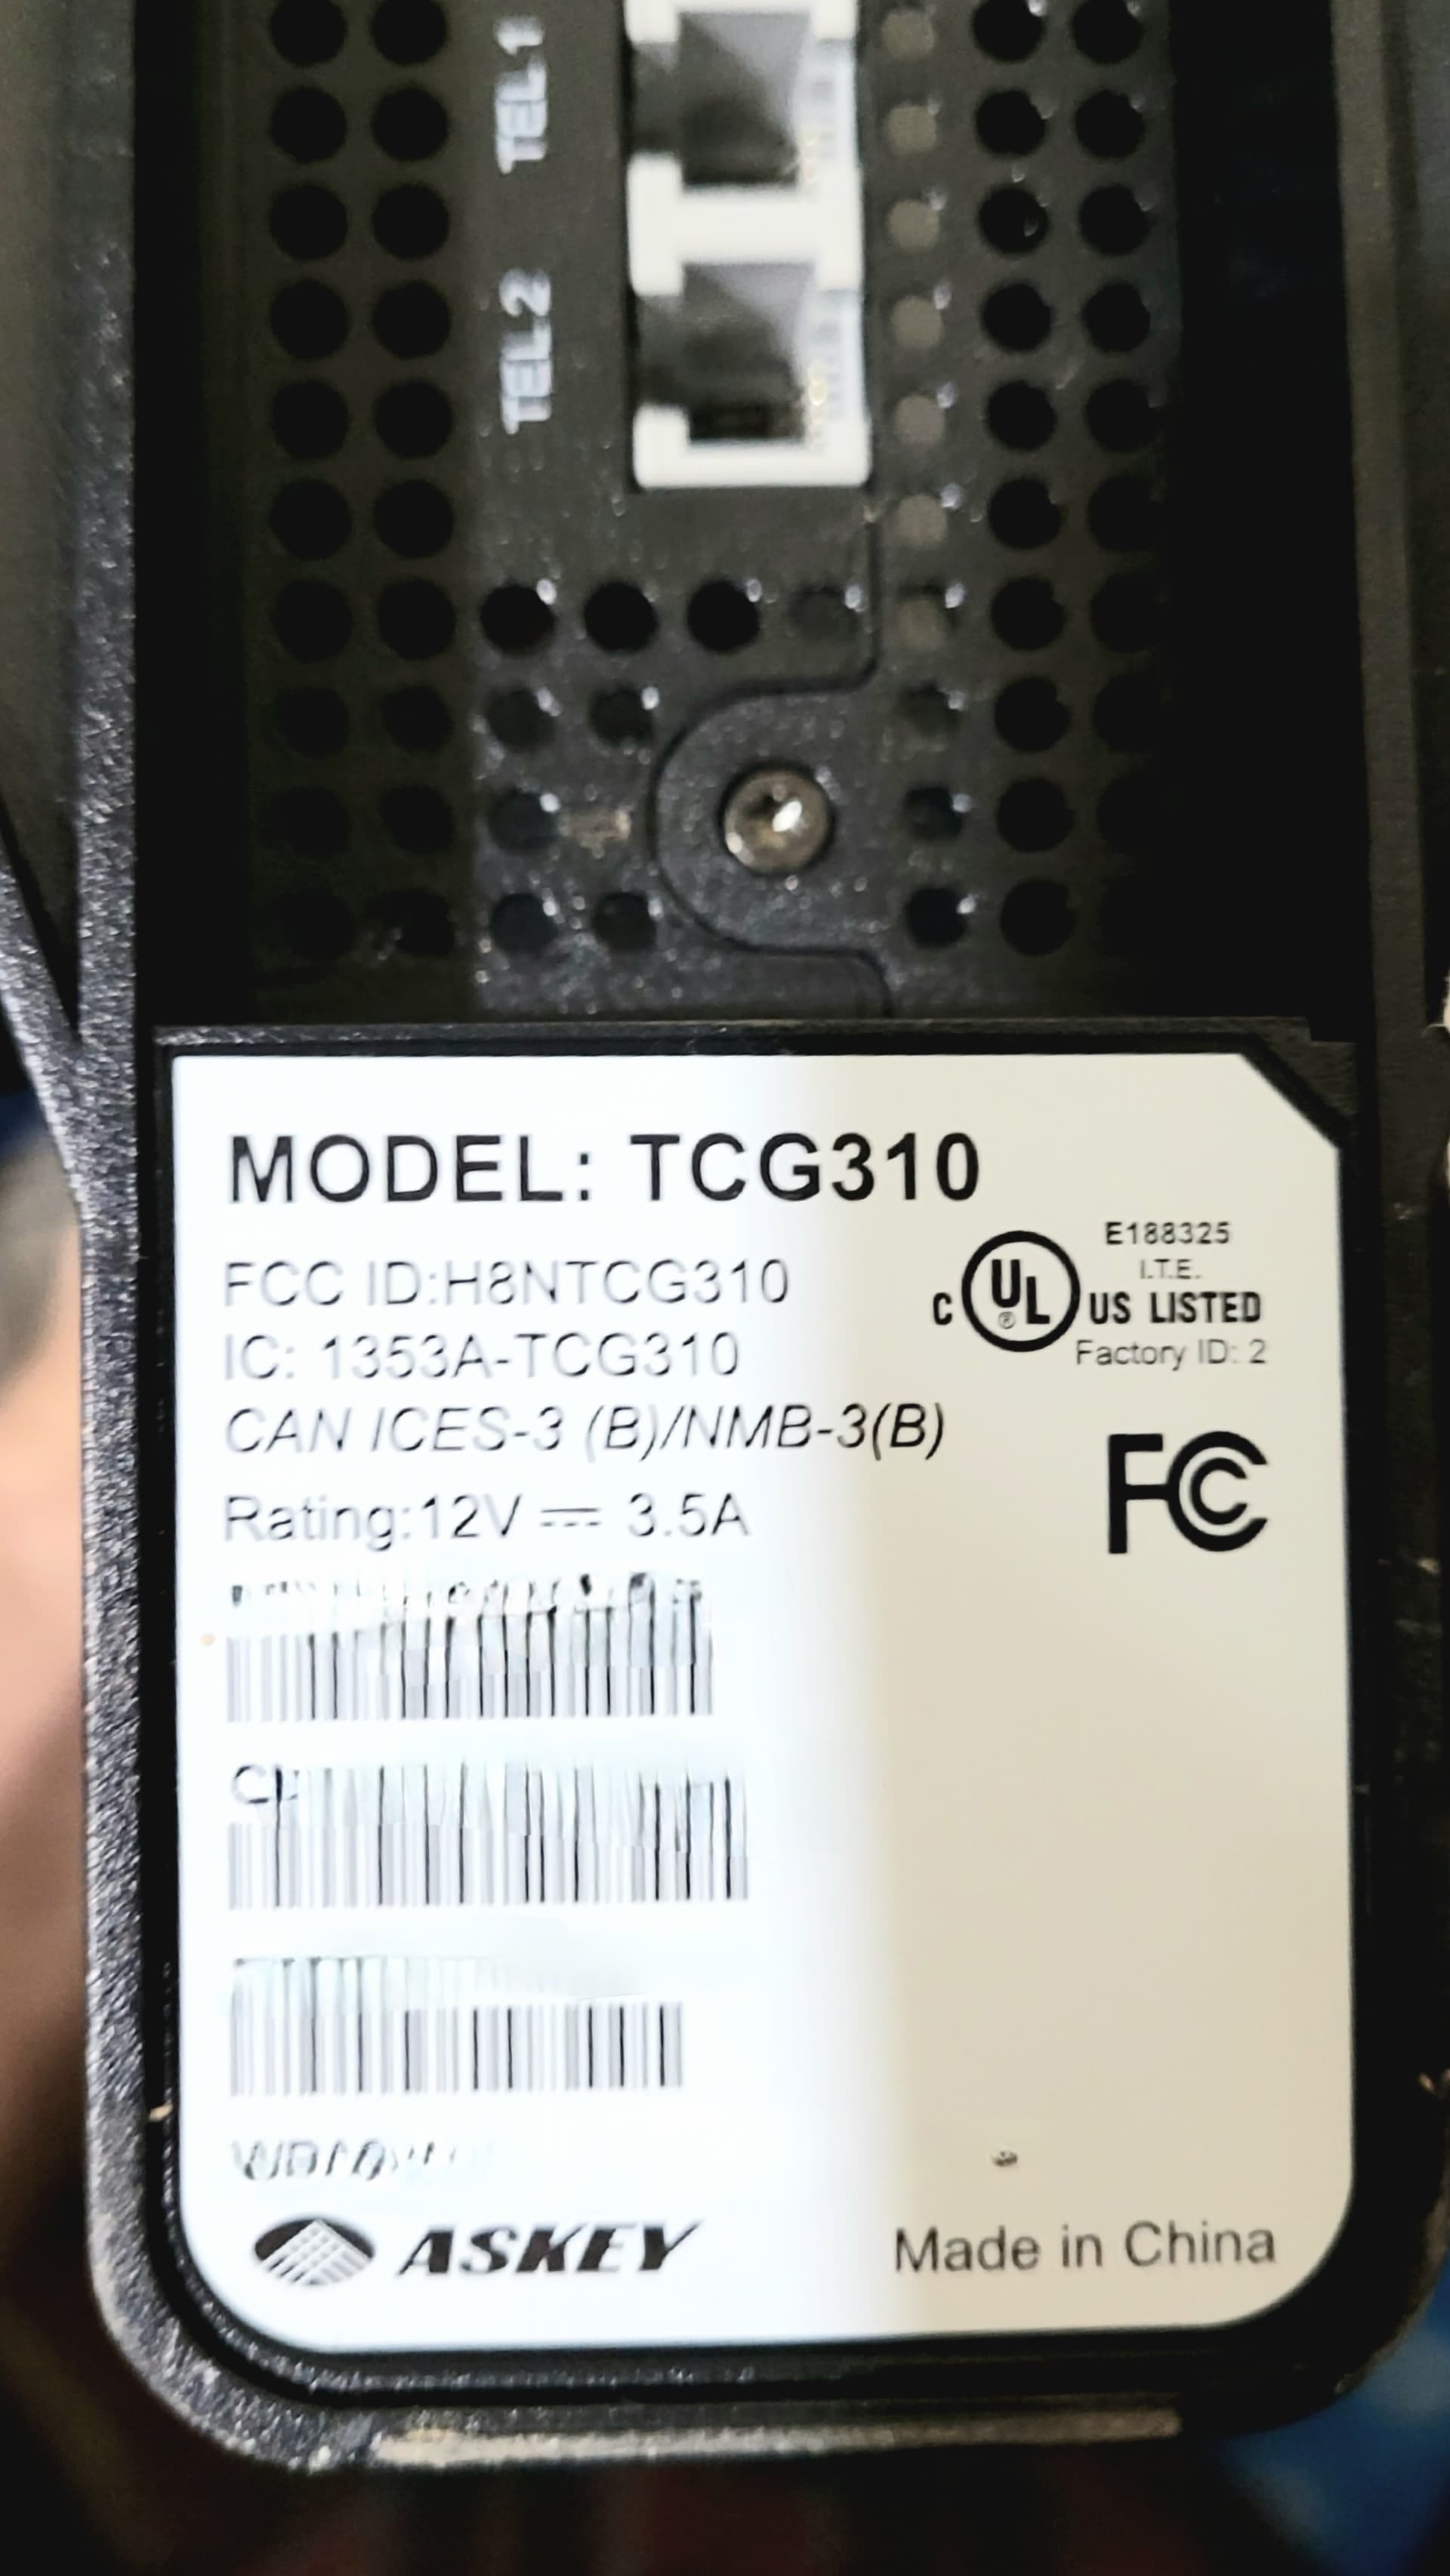 TEL1
TEL2
MODEL: TCG310
FCC ID:H8NTCG310
IC: 1353A-TCG310
CAN ICES-3 (B)/NMB-3(B)
Rating:12V ⎓ 3.5A
E188325
I.T.E.
C UL ® US LISTED
Factory ID: 2
FC
ASKEY
Made in China